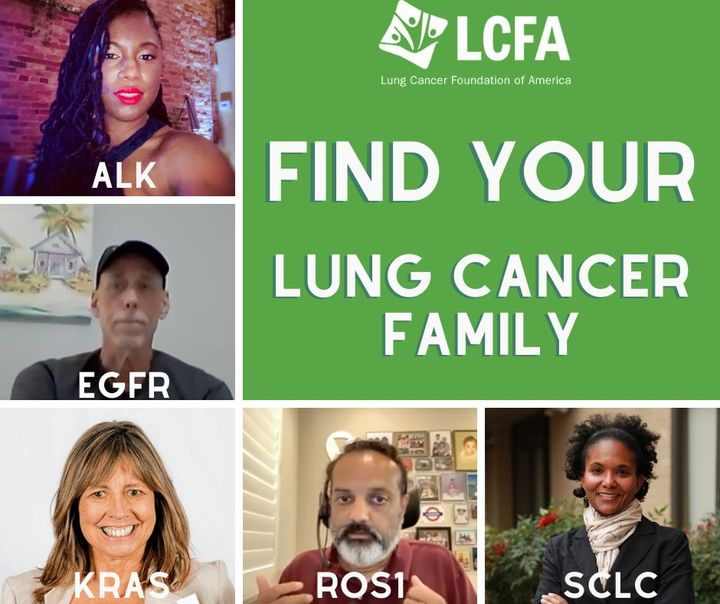 LCFA
Lung Cancer Foundation of America
FIND YOUR
LUNG CANCER
FAMILY
ALK
EGFR
KRAS
ROS1
SCLC